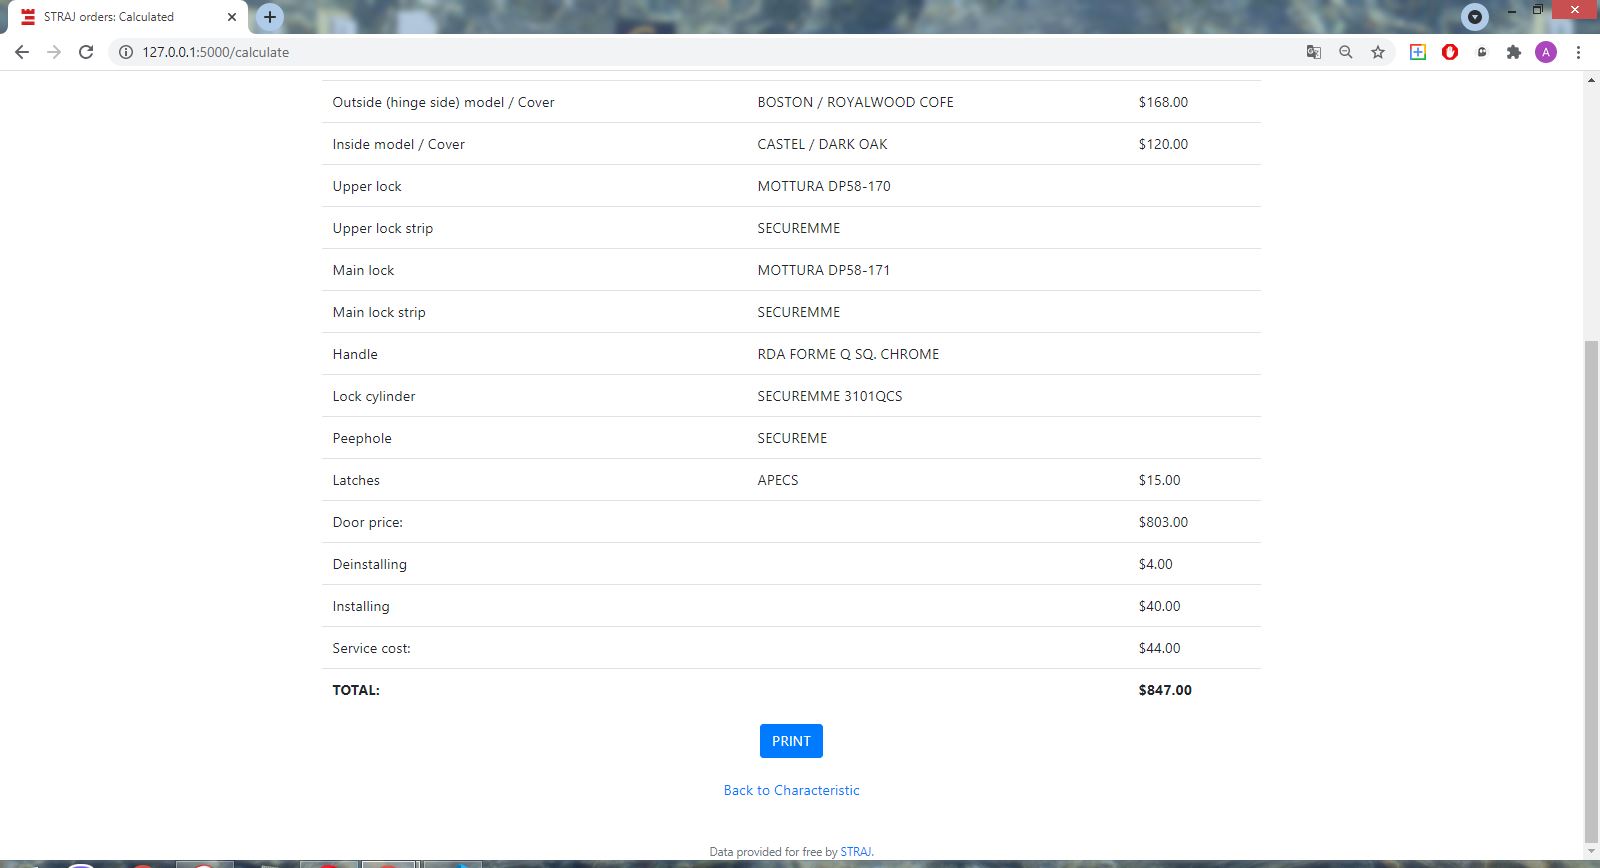 STRAJ orders: Calculated
127.0.0.1:5000/calculate
A
Outside (hinge side) model / Cover BOSTON / ROYALWOOD COFE $168.00
Inside model / Cover CASTEL / DARK OAK $120.00
Upper lock MOTTURA DP58-170
Upper lock strip SECUREMME
Main lock MOTTURA DP58-171
Main lock strip SECUREMME
Handle RDA FORME Q SQ. CHROME
Lock cylinder SECUREMME 3101QCS
Peephole SECUREME
Latches APECS $15.00
Door price: $803.00
Deinstalling $4.00
Installing $40.00
Service cost: $44.00
TOTAL: $847.00
PRINT
Back to Characteristic
Data provided for free by STRAJ.